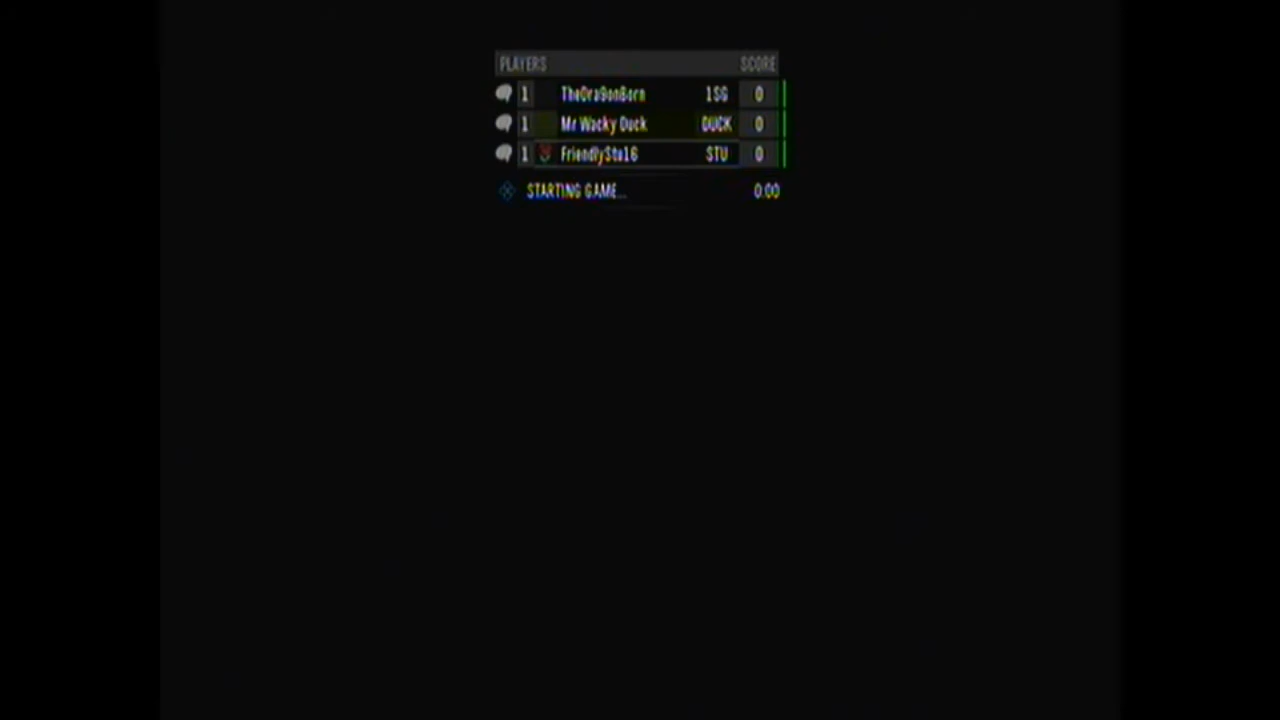 PLAYERS SCORE
1 TheDra9onBorn 1SG 0
1 Mr Wacky Duck DUCK 0
1 FriendlyStu16 STU 0
STARTING GAME... 0:00